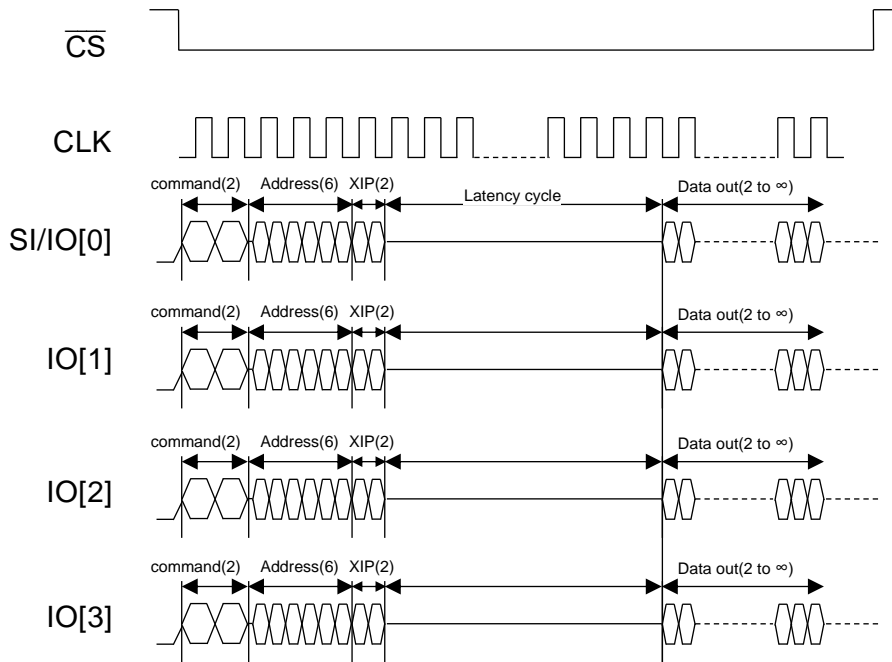 CS
CLK
command(2) Address(6) XIP(2) Latency cycle Data out(2 to ∞)
SI/IO[0]
command(2) Address(6) XIP(2) Data out(2 to ∞)
IO[1]
command(2) Address(6) XIP(2) Data out(2 to ∞)
IO[2]
command(2) Address(6) XIP(2) Data out(2 to ∞)
IO[3]